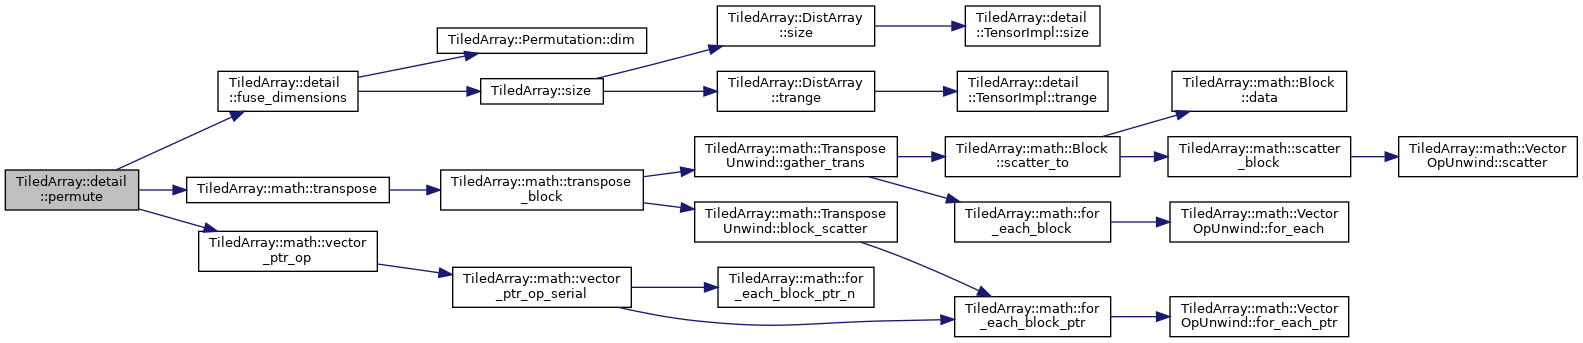 TiledArray::detail
::permute
TiledArray::detail
::fuse_dimensions
TiledArray::Permutation::dim
TiledArray::size
TiledArray::DistArray
::size
TiledArray::detail
::TensorImpl::size
TiledArray::DistArray
::trange
TiledArray::detail
::TensorImpl::trange
TiledArray::math::transpose
TiledArray::math::transpose
_block
TiledArray::math::Transpose
Unwind::gather_trans
TiledArray::math::Block
::scatter_to
TiledArray::math::Block
::data
TiledArray::math::scatter
_block
TiledArray::math::Vector
OpUnwind::scatter
TiledArray::math::for
_each_block
TiledArray::math::Vector
OpUnwind::for_each
TiledArray::math::Transpose
Unwind::block_scatter
TiledArray::math::vector
_ptr_op
TiledArray::math::vector
_ptr_op_serial
TiledArray::math::for
_each_block_ptr_n
TiledArray::math::for
_each_block_ptr
TiledArray::math::Vector
OpUnwind::for_each_ptr